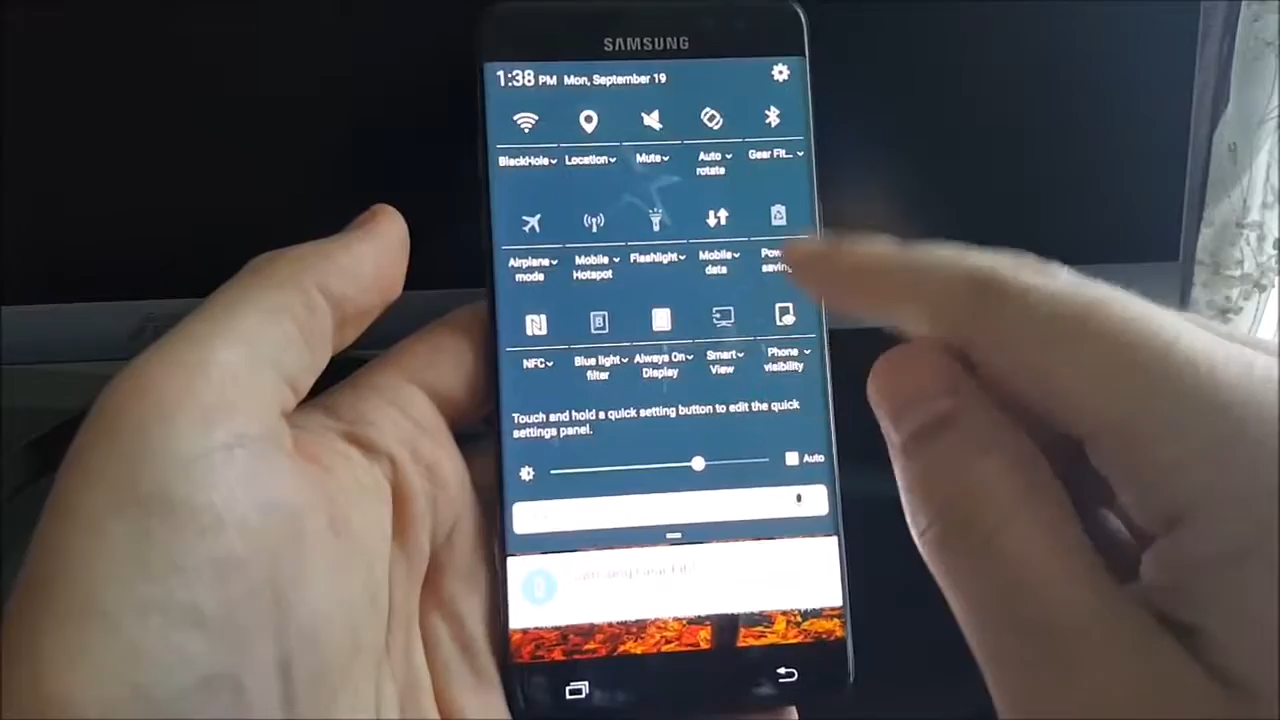 SAMSUNG
1:38 PM Mon, September 19
BlackHole Location Mute Auto rotate Gear Fit...
Airplane mode Mobile Hotspot Flashlight Mobile data Power saving
NFC Blue light filter Always On Display Smart View Phone visibility
Touch and hold a quick setting button to edit the quick
settings panel.
Auto